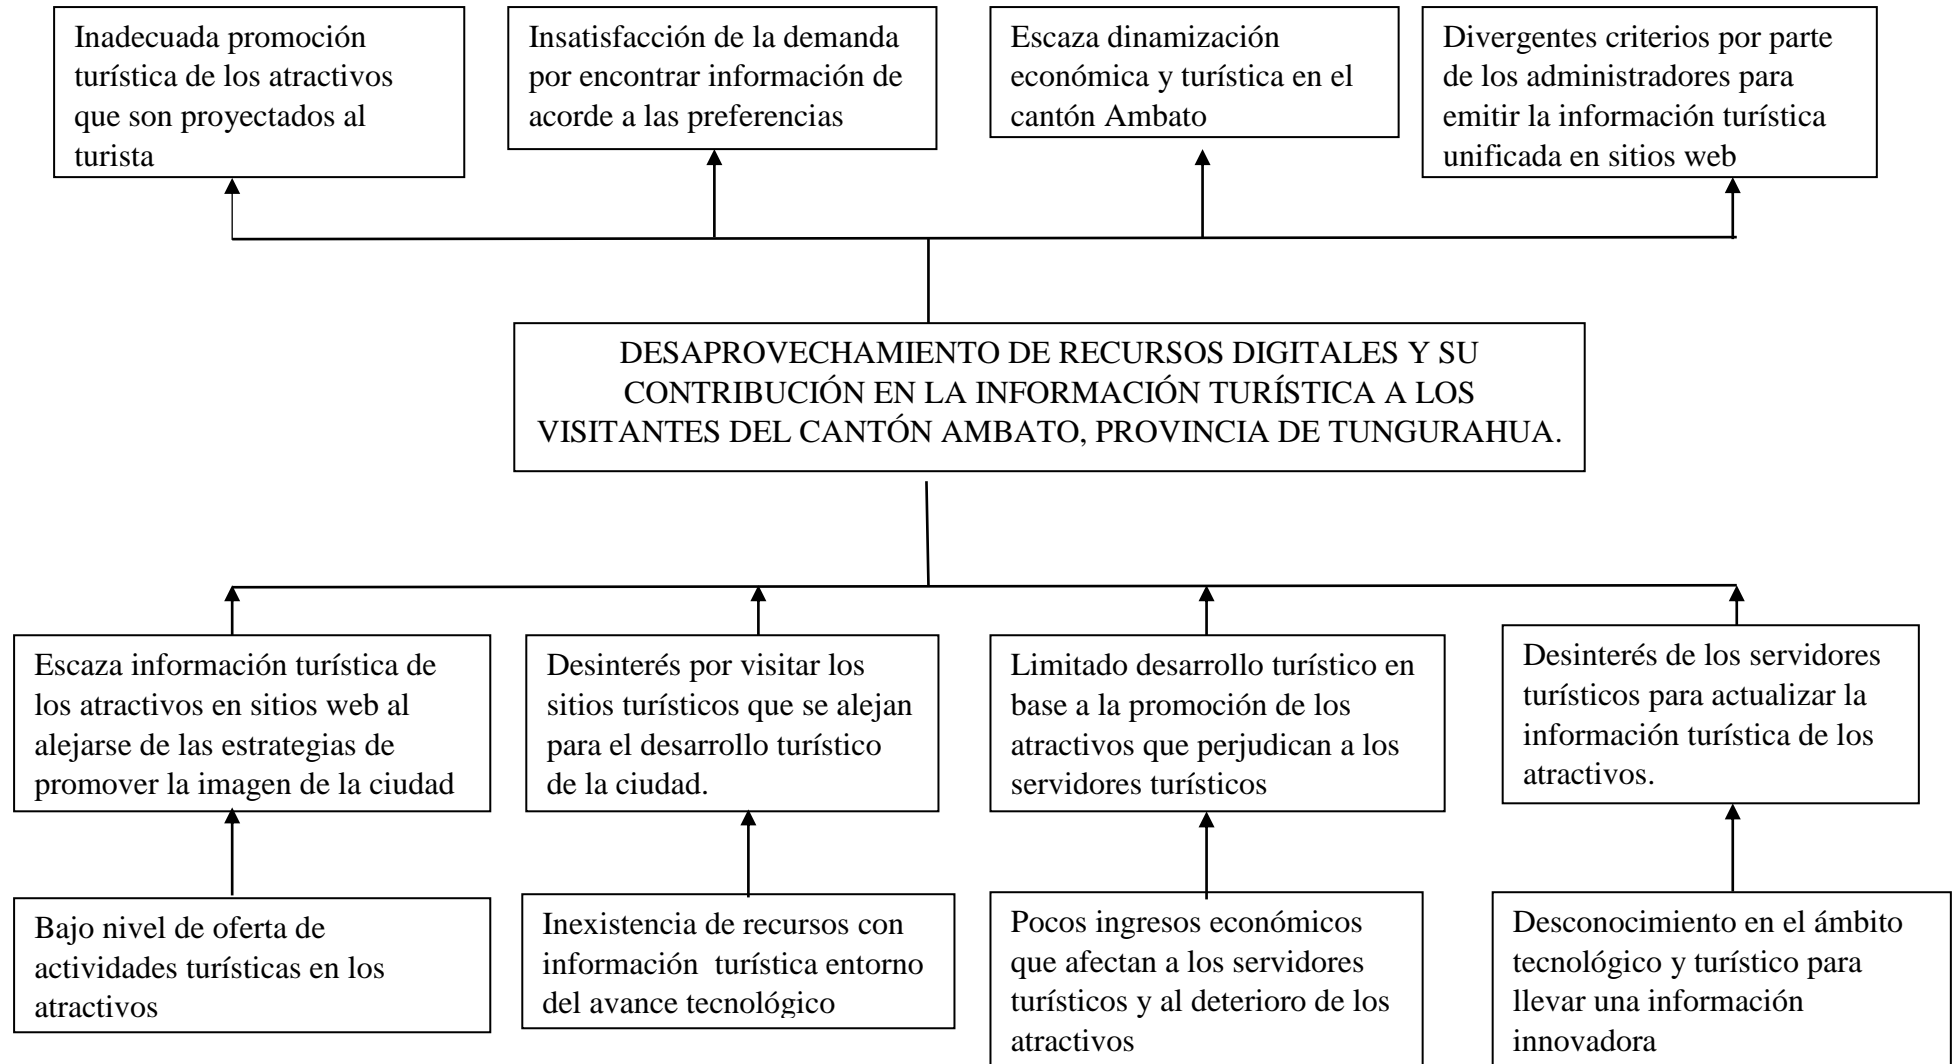 Inadecuada promoción
turística de los atractivos
que son proyectados al
turista
Insatisfacción de la demanda
por encontrar información de
acorde a las preferencias
Escaza dinamización
económica y turística en el
cantón Ambato
Divergentes criterios por parte
de los administradores para
emitir la información turística
unificada en sitios web
DESAPROVECHAMIENTO DE RECURSOS DIGITALES Y SU
CONTRIBUCIÓN EN LA INFORMACIÓN TURÍSTICA A LOS
VISITANTES DEL CANTÓN AMBATO, PROVINCIA DE TUNGURAHUA.
Escaza información turística de
los atractivos en sitios web al
alejarse de las estrategias de
promover la imagen de la ciudad
Desinterés por visitar los
sitios turísticos que se alejan
para el desarrollo turístico
de la ciudad.
Limitado desarrollo turístico en
base a la promoción de los
atractivos que perjudican a los
servidores turísticos
Desinterés de los servidores
turísticos para actualizar la
información turística de los
atractivos.
Bajo nivel de oferta de
actividades turísticas en los
atractivos
Inexistencia de recursos con
información  turística entorno
del avance tecnológico
Pocos ingresos económicos
que afectan a los servidores
turísticos y al deterioro de los
atractivos
Desconocimiento en el ámbito
tecnológico y turístico para
llevar una información
innovadora